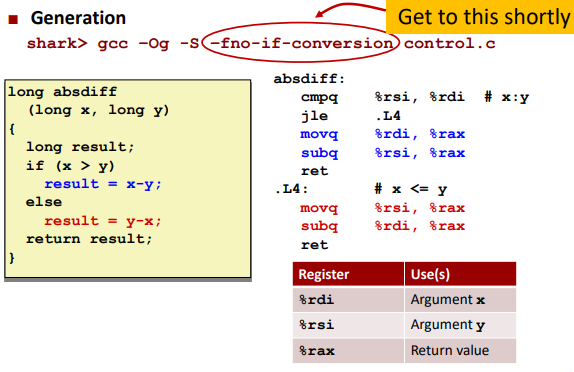 Generation
Get to this shortly
shark> gcc –Og -S –fno-if-conversion control.c
long absdiff
(long x, long y)
{
long result;
if (x > y)
result = x-y;
else
result = y-x;
return result;
}
absdiff:
cmpq %rsi, %rdi # x:y
jle .L4
movq %rdi, %rax
subq %rsi, %rax
ret
.L4: # x <= y
movq %rsi, %rax
subq %rdi, %rax
ret
Register Use(s)
%rdi Argument x
%rsi Argument y
%rax Return value